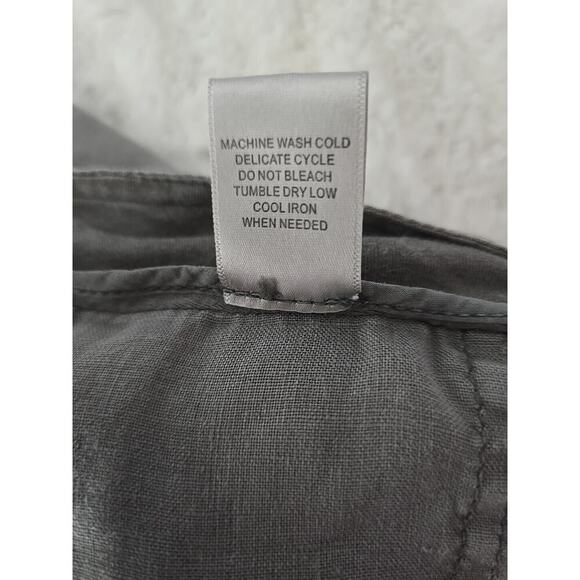 MACHINE WASH COLD
DELICATE CYCLE
DO NOT BLEACH
TUMBLE DRY LOW
COOL IRON
WHEN NEEDED